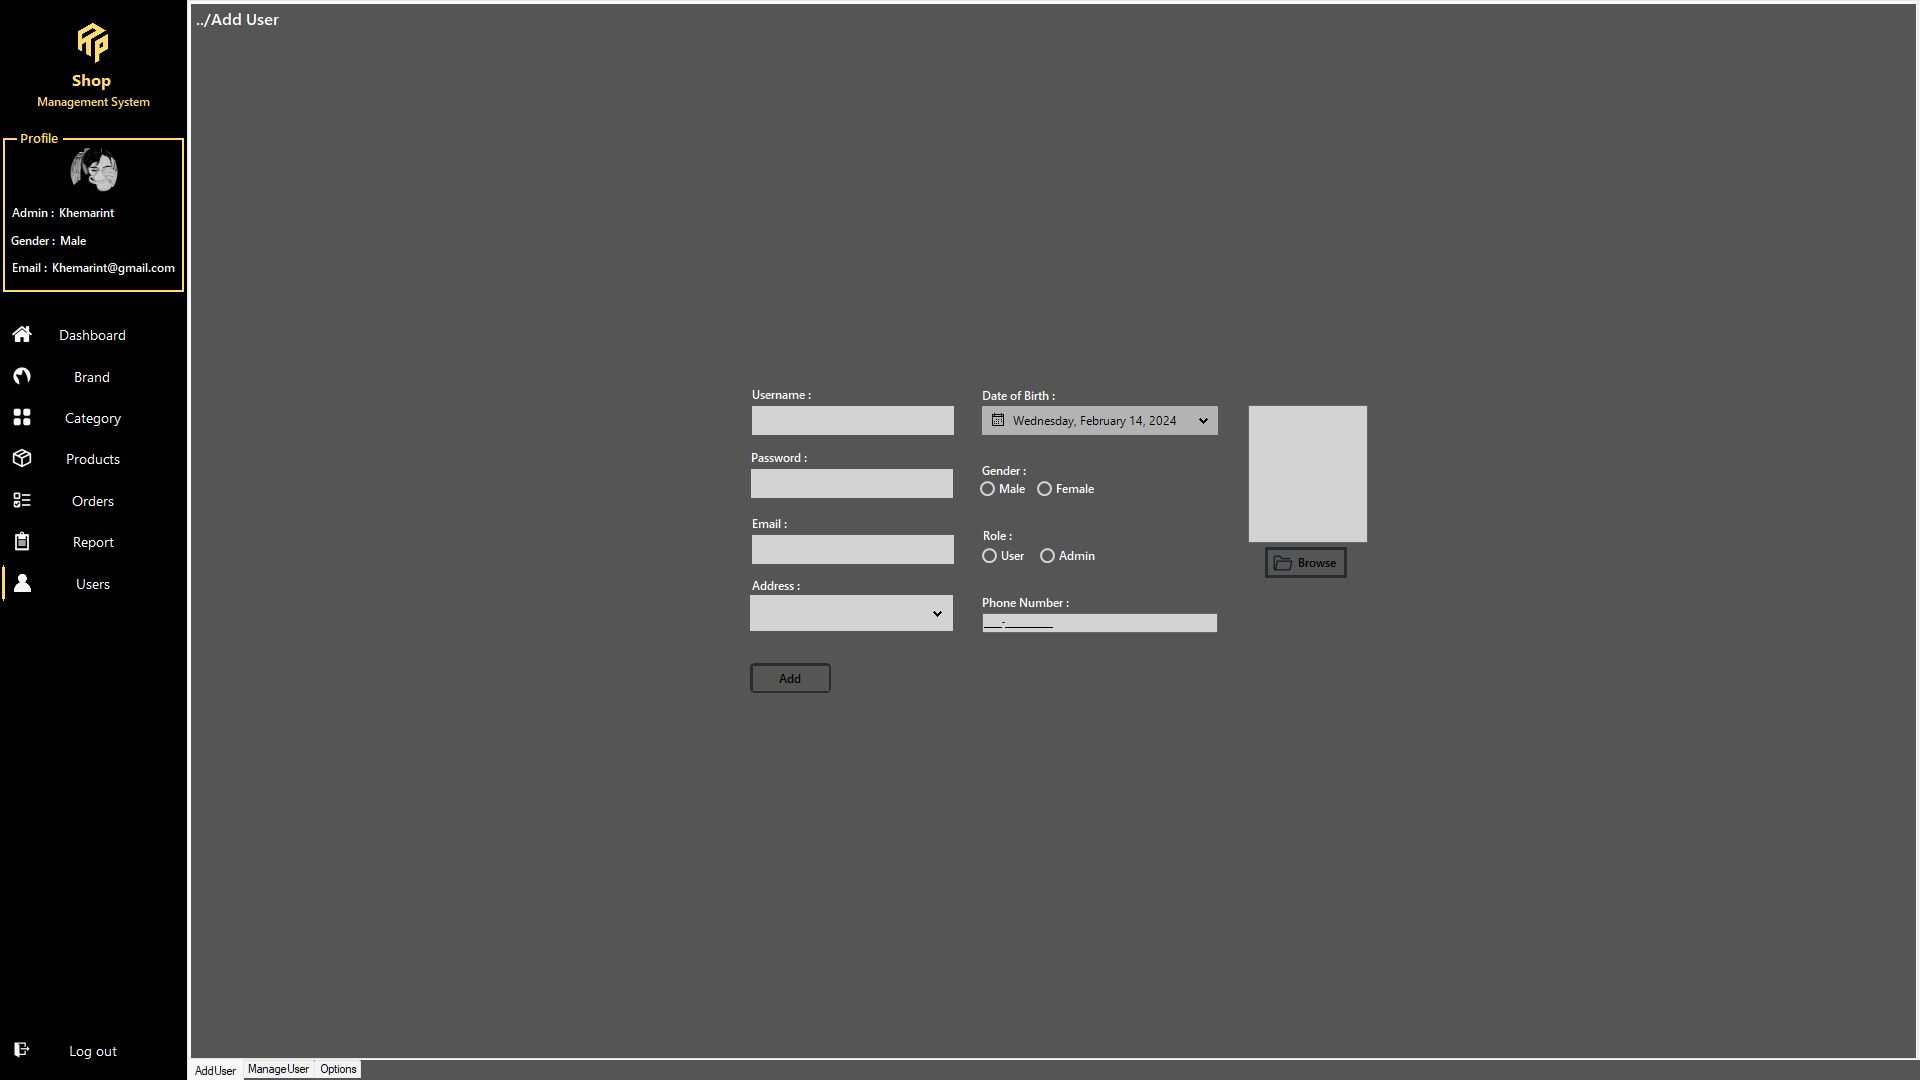 ../Add User
Shop
Management System
Profile
Admin : Khemarint
Gender : Male
Email : Khemarint@gmail.com
Dashboard
Brand
Category
Products
Orders
Report
Users
Log out
Username :
Password :
Email :
Address :
Add
Date of Birth :
Wednesday, February 14, 2024
Gender :
Male Female
Role :
User Admin
Phone Number :
___-________
Browse
AddUser ManageUser Options